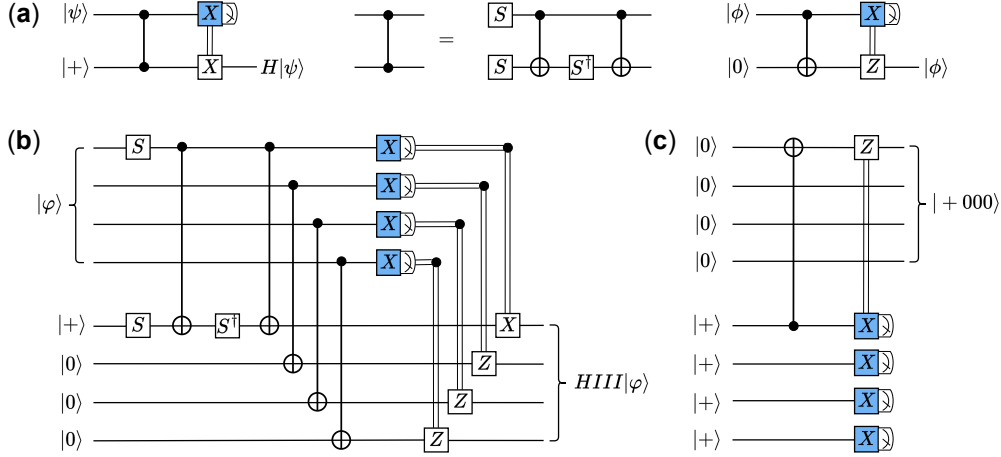 (a) |ψ⟩ X S |ϕ⟩ X
= 
|+⟩ X H|ψ⟩ S S† |0⟩ Z |ϕ⟩
(b) S X (c) |0⟩ Z
X |0⟩
|φ⟩ |+000⟩
X |0⟩
X |0⟩
|+⟩ S S† X |+⟩ X
|0⟩ Z |+⟩ X
HIII|φ⟩
|0⟩ Z |+⟩ X
|0⟩ Z |+⟩ X